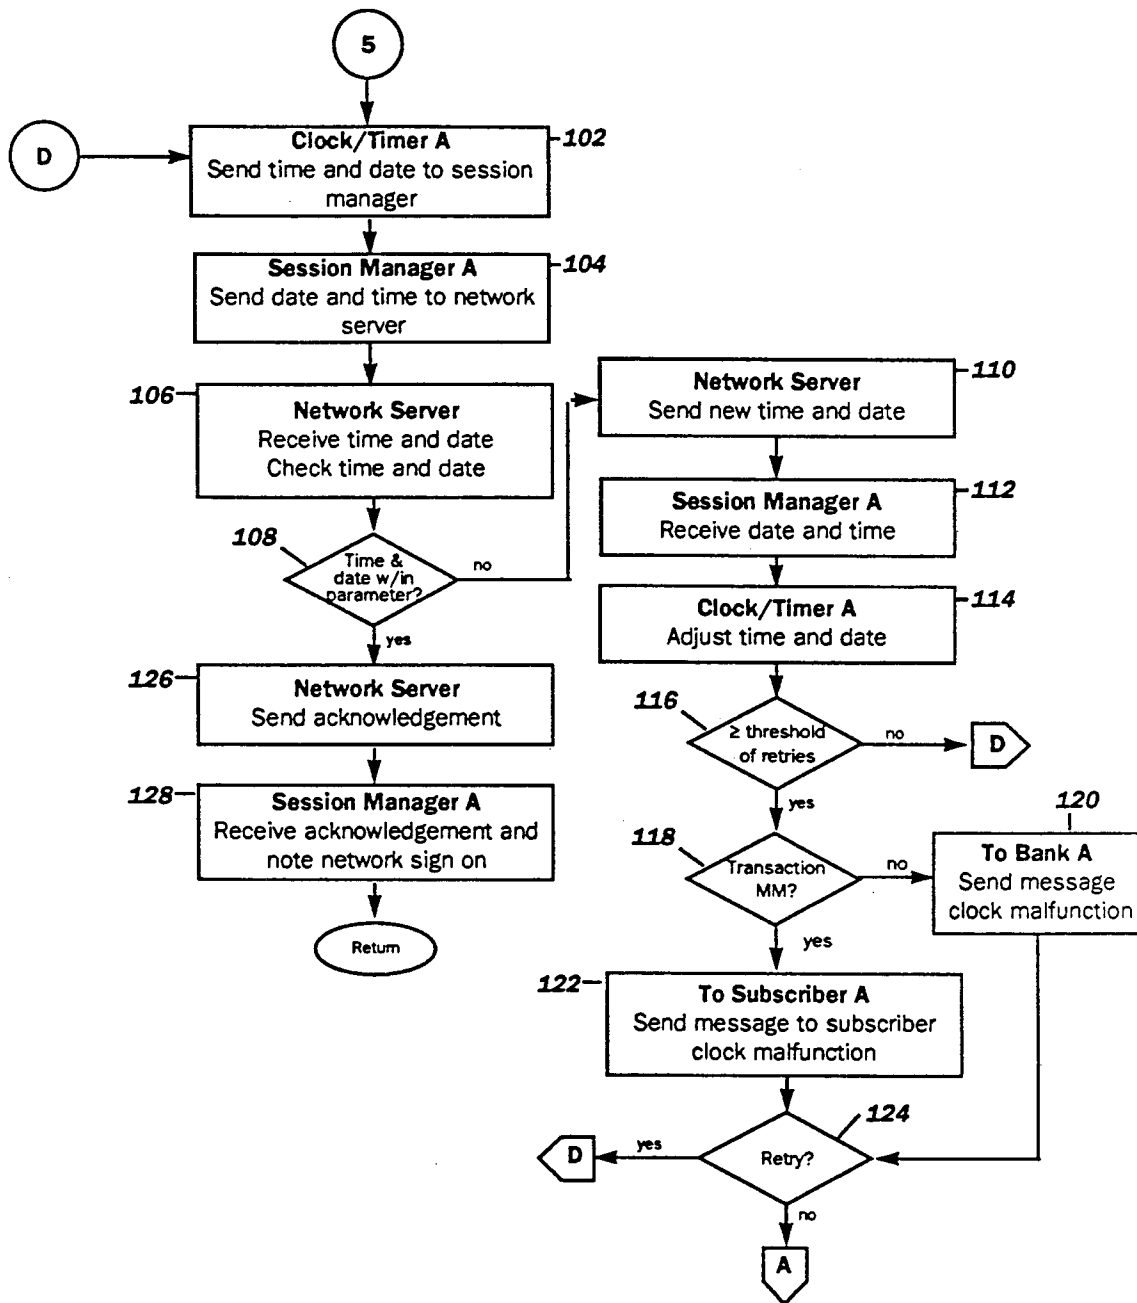 5
D
Clock/Timer A
Send time and date to session
manager
102
Session Manager A
Send date and time to network
server
104
106
Network Server
Receive time and date
Check time and date
108
Time &
date w/in
parameter?
no
yes
126
Network Server
Send acknowledgement
128
Session Manager A
Receive acknowledgement and
note network sign on
Return
110
Network Server
Send new time and date
112
Session Manager A
Receive date and time
114
Clock/Timer A
Adjust time and date
116
≥ threshold
of retries
no
D
yes
118
Transaction
MM?
no
120
To Bank A
Send message
clock malfunction
yes
122
To Subscriber A
Send message to subscriber
clock malfunction
124
Retry?
yes
D
no
A